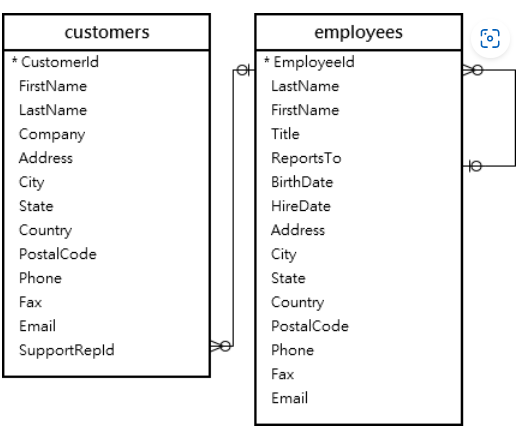 customers
* CustomerId
FirstName
LastName
Company
Address
City
State
Country
PostalCode
Phone
Fax
Email
SupportRepId
employees
* EmployeeId
LastName
FirstName
Title
ReportsTo
BirthDate
HireDate
Address
City
State
Country
PostalCode
Phone
Fax
Email